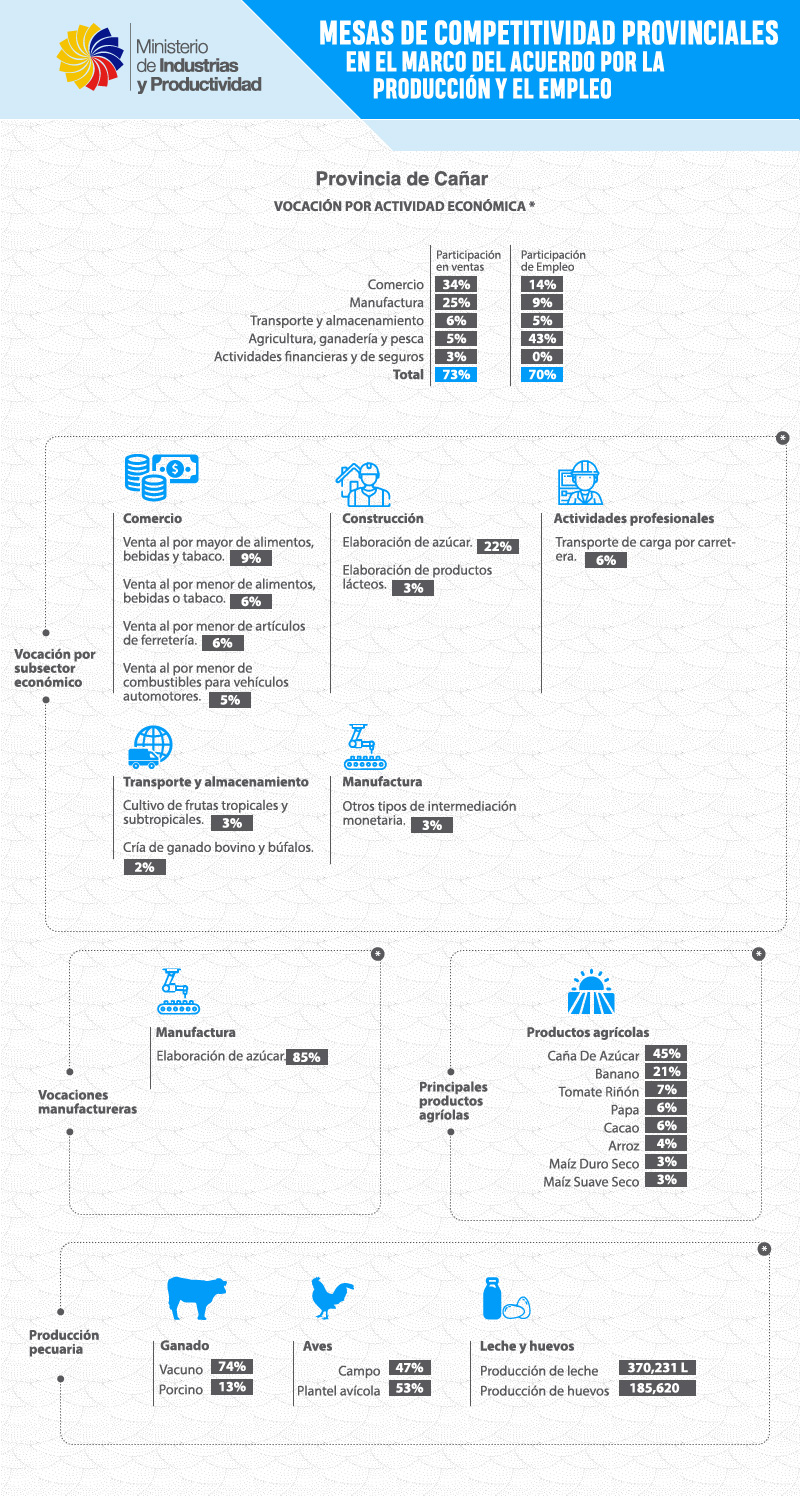 Ministerio
de Industrias
y Productividad
MESAS DE COMPETITIVIDAD PROVINCIALES
EN EL MARCO DEL ACUERDO POR LA
PRODUCCIÓN Y EL EMPLEO
Provincia de Cañar
VOCACIÓN POR ACTIVIDAD ECONÓMICA *
Participación Participación
en ventas de Empleo
Comercio 34% 14%
Manufactura 25% 9%
Transporte y almacenamiento 6% 5%
Agricultura, ganadería y pesca 5% 43%
Actividades financieras y de seguros 3% 0%
Total 73% 70%
*
Vocación por
subsector
económico
Comercio
Venta al por mayor de alimentos,
bebidas y tabaco. 9%
Venta al por menor de alimentos,
bebidas o tabaco. 6%
Venta al por menor de artículos
de ferretería. 6%
Venta al por menor de
combustibles para vehículos
automotores. 5%
Construcción
Elaboración de azúcar. 22%
Elaboración de productos
lácteos. 3%
Actividades profesionales
Transporte de carga por carret-
era. 6%
Transporte y almacenamiento
Cultivo de frutas tropicales y
subtropicales. 3%
Cría de ganado bovino y búfalos.
2%
Manufactura
Otros tipos de intermediación
monetaria. 3%
*
Vocaciones
manufactureras
Manufactura
Elaboración de azúcar. 85%
*
Principales
productos
agríolas
Productos agrícolas
Caña De Azúcar 45%
Banano 21%
Tomate Riñón 7%
Papa 6%
Cacao 6%
Arroz 4%
Maíz Duro Seco 3%
Maíz Suave Seco 3%
*
Producción
pecuaria
Ganado
Vacuno 74%
Porcino 13%
Aves
Campo 47%
Plantel avícola 53%
Leche y huevos
Producción de leche 370,231 L
Producción de huevos 185,620